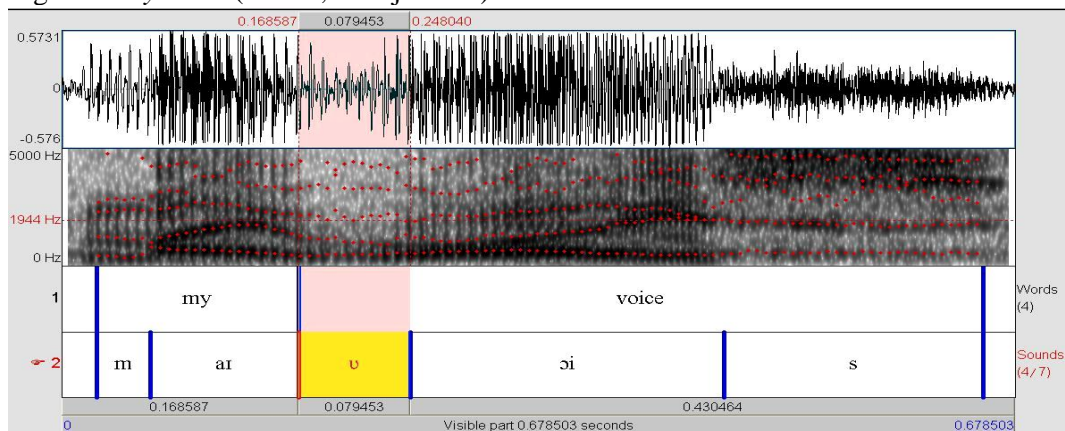 0.168587 0.079453 0.248040
0.5731
0
-0.576
5000 Hz
1944 Hz
0 Hz
1 my voice Words
(4)
☞ 2 m aɪ ʋ ɔi s Sounds
(4/7)
0.168587 0.079453 0.430464
0 Visible part 0.678503 seconds 0.678503